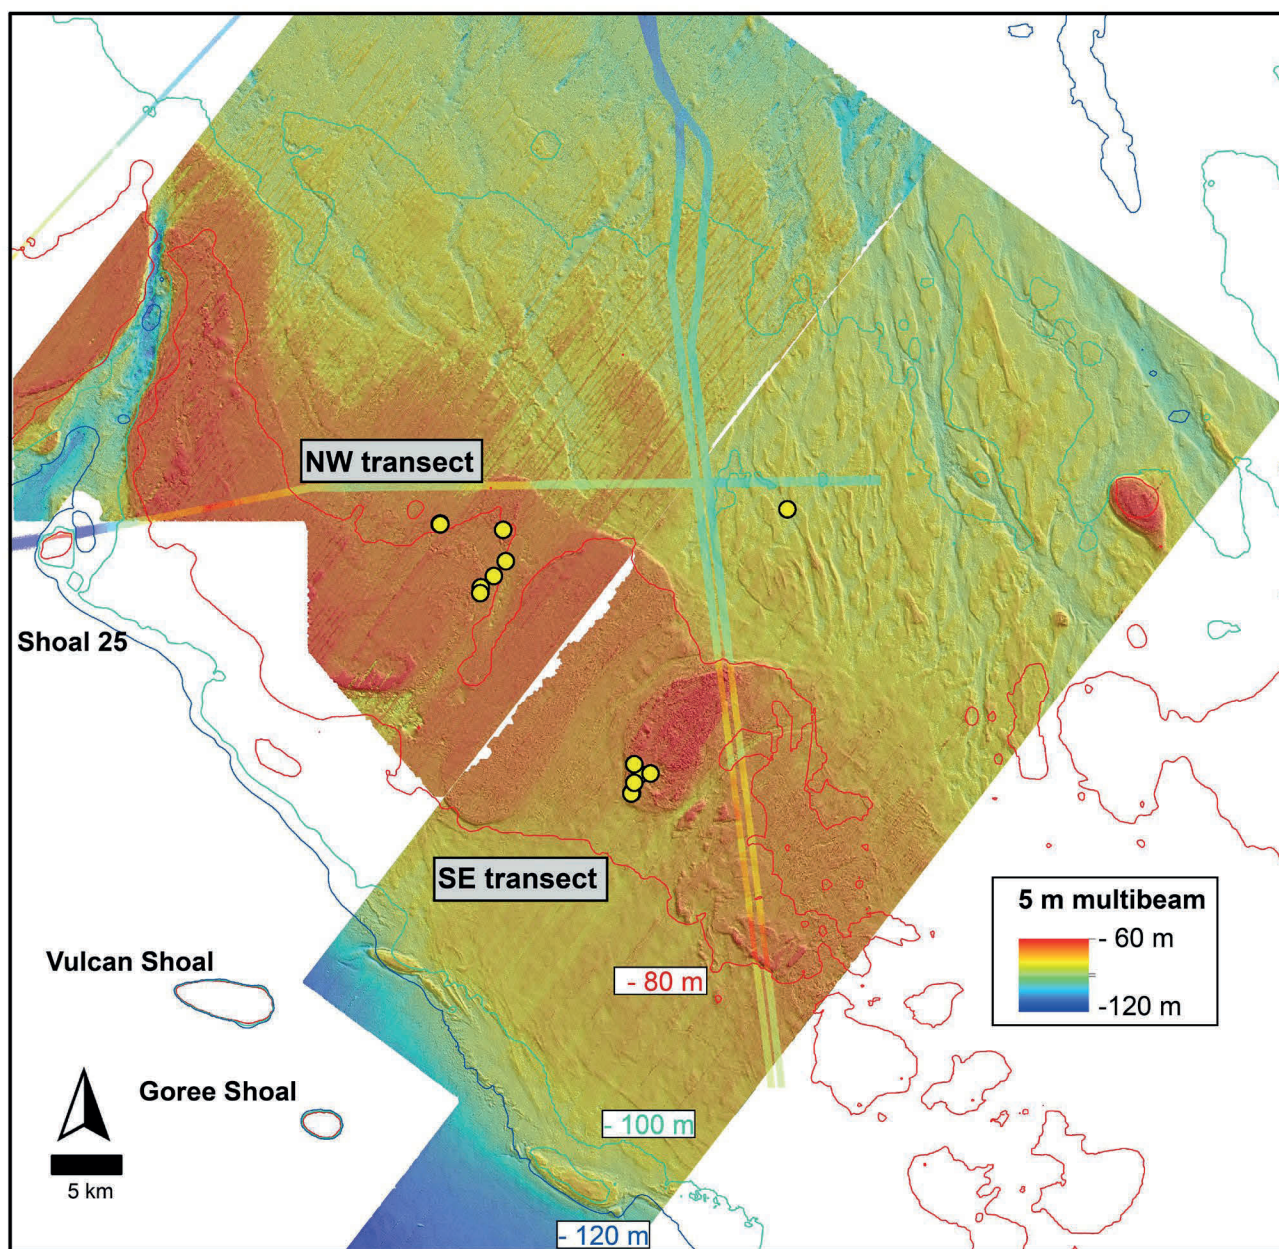 NW transect
Shoal 25
SE transect
5 m multibeam
- 60 m
-120 m
Vulcan Shoal
- 80 m
Goree Shoal
- 100 m
5 km
- 120 m